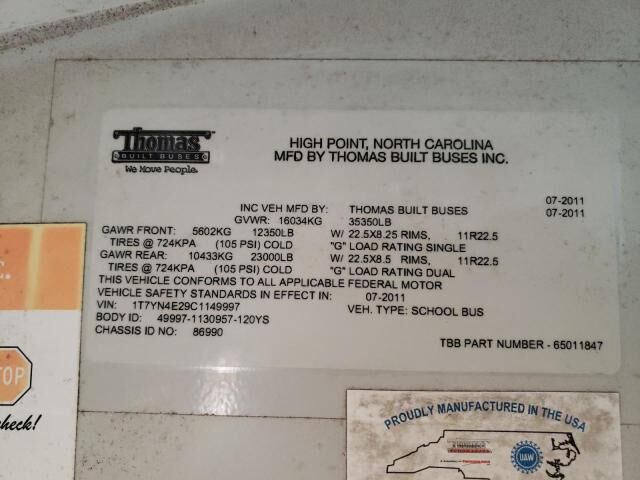 Thomas
BUILT BUSES
We Move People.
HIGH POINT, NORTH CAROLINA
MFD BY THOMAS BUILT BUSES INC.
INC VEH MFD BY: THOMAS BUILT BUSES 07-2011
GVWR: 16034KG 35350LB 07-2011
GAWR FRONT: 5602KG 12350LB W/ 22.5X8.25 RIMS, 11R22.5
TIRES @ 724KPA (105 PSI) COLD "G" LOAD RATING SINGLE
GAWR REAR: 10433KG 23000LB W/ 22.5X8.5 RIMS, 11R22.5
TIRES @ 724KPA (105 PSI) COLD "G" LOAD RATING DUAL
THIS VEHICLE CONFORMS TO ALL APPLICABLE FEDERAL MOTOR
VEHICLE SAFETY STANDARDS IN EFFECT IN: 07-2011
VIN: 1T7YN4E29C1149997 VEH. TYPE: SCHOOL BUS
BODY ID: 49997-1130957-120YS
CHASSIS ID NO: 86990
TBB PART NUMBER - 65011847
TOP
check!
PROUDLY MANUFACTURED IN THE USA
UAW